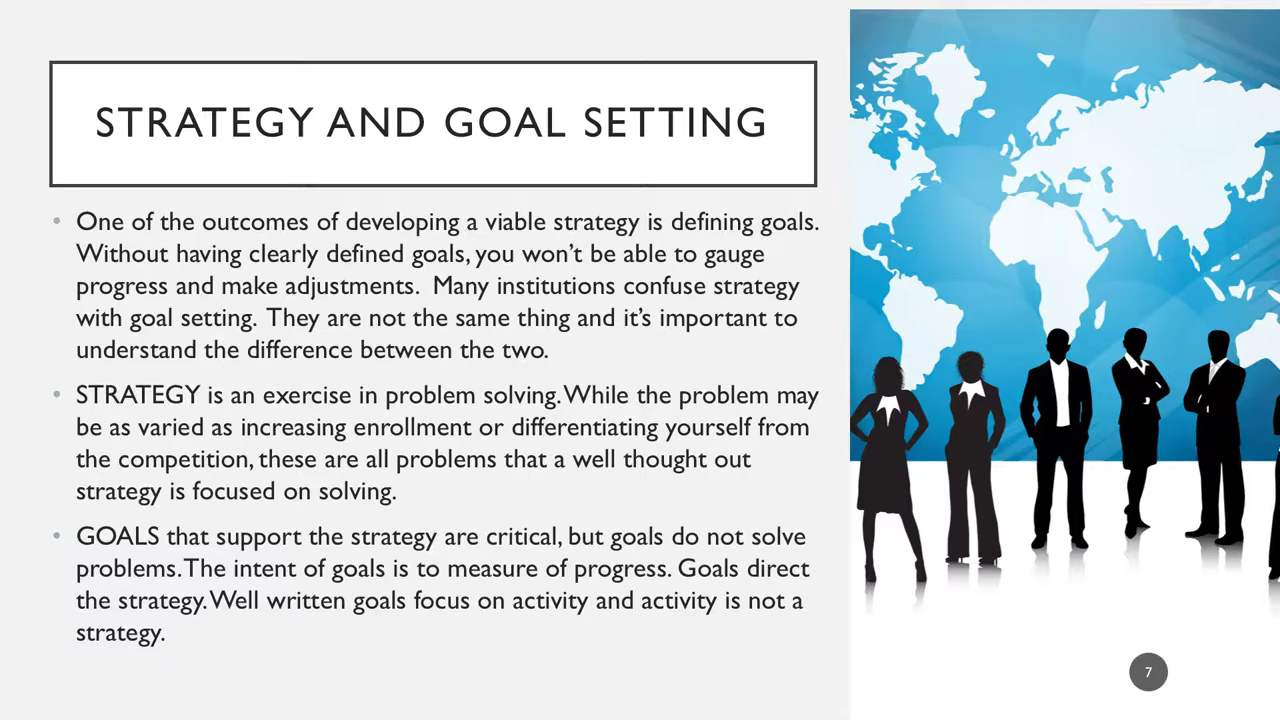 STRATEGY AND GOAL SETTING
• One of the outcomes of developing a viable strategy is defining goals.
Without having clearly defined goals, you won’t be able to gauge
progress and make adjustments.  Many institutions confuse strategy
with goal setting.  They are not the same thing and it’s important to
understand the difference between the two.
• STRATEGY is an exercise in problem solving. While the problem may
be as varied as increasing enrollment or differentiating yourself from
the competition, these are all problems that a well thought out
strategy is focused on solving.
• GOALS that support the strategy are critical, but goals do not solve
problems. The intent of goals is to measure of progress. Goals direct
the strategy. Well written goals focus on activity and activity is not a
strategy.
7